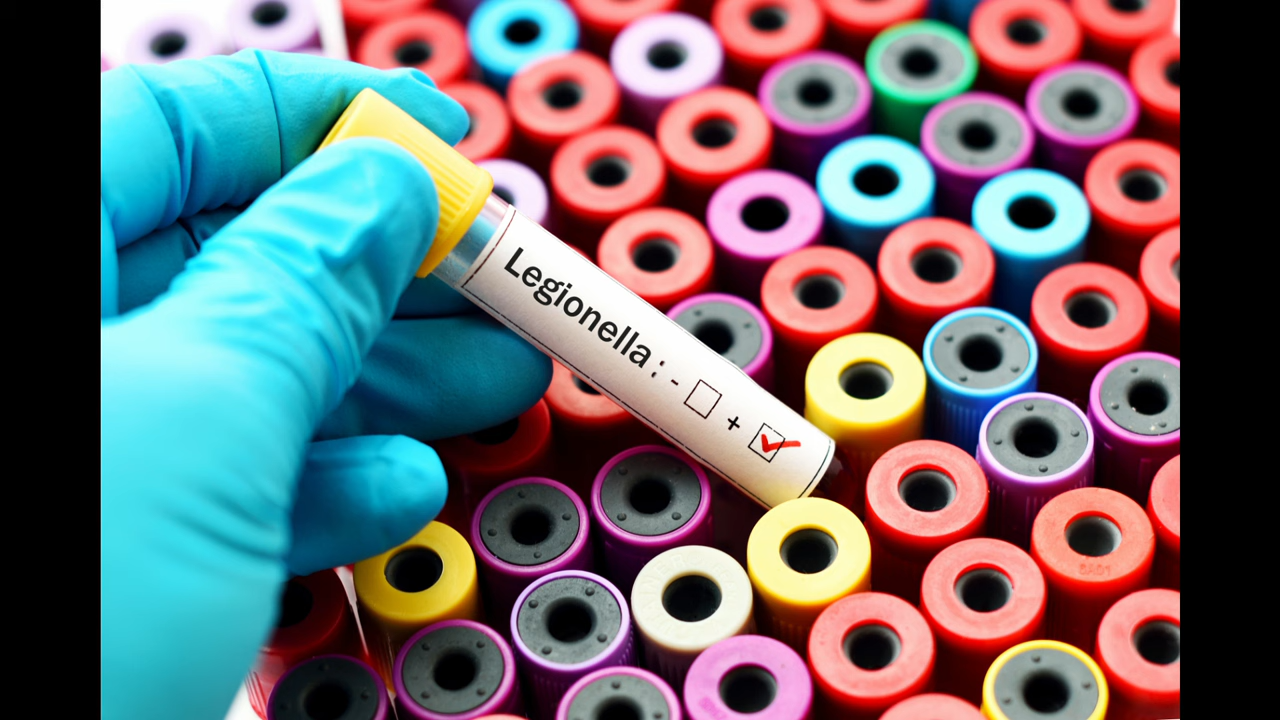 Legionella : - ☐ + ☑